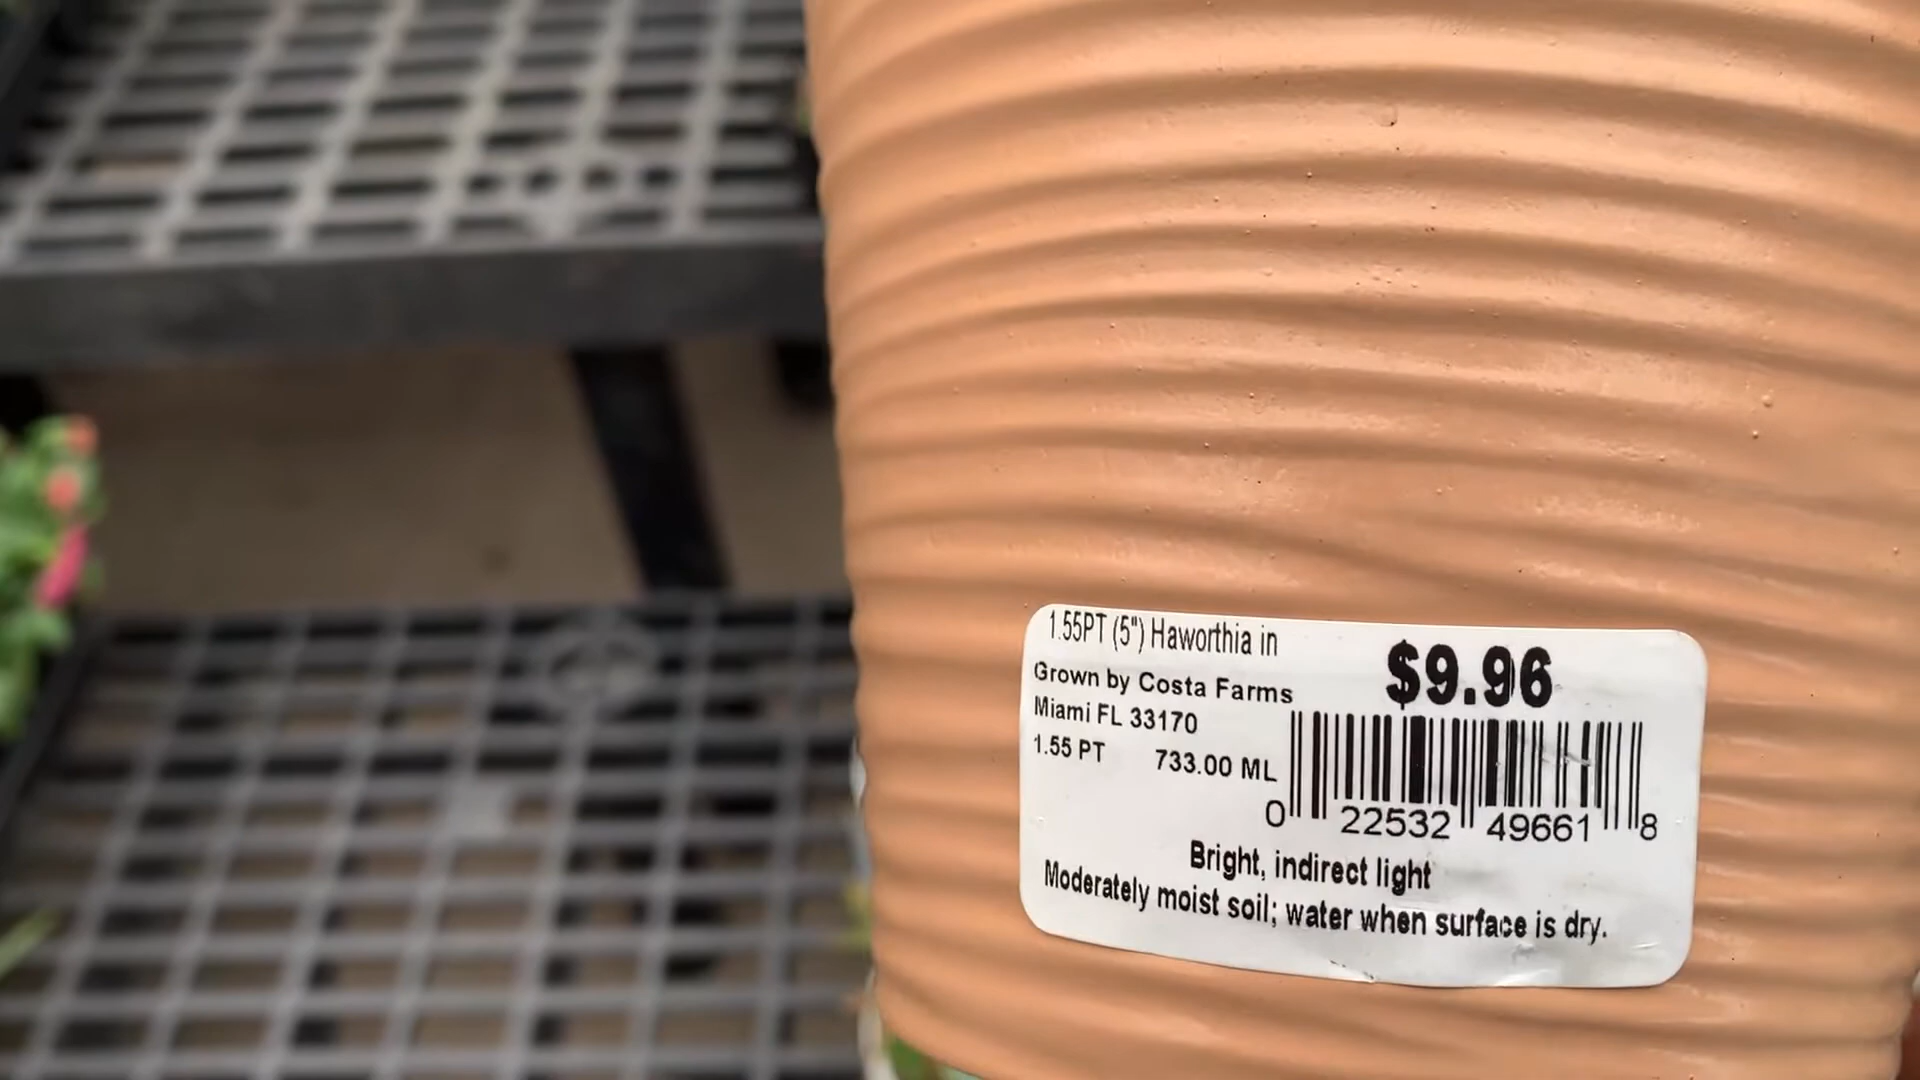 1.55PT (5") Haworthia in
$9.96
Grown by Costa Farms
Miami FL 33170
1.55 PT 733.00 ML
0 22532 49661 8
Bright, indirect light
Moderately moist soil; water when surface is dry.